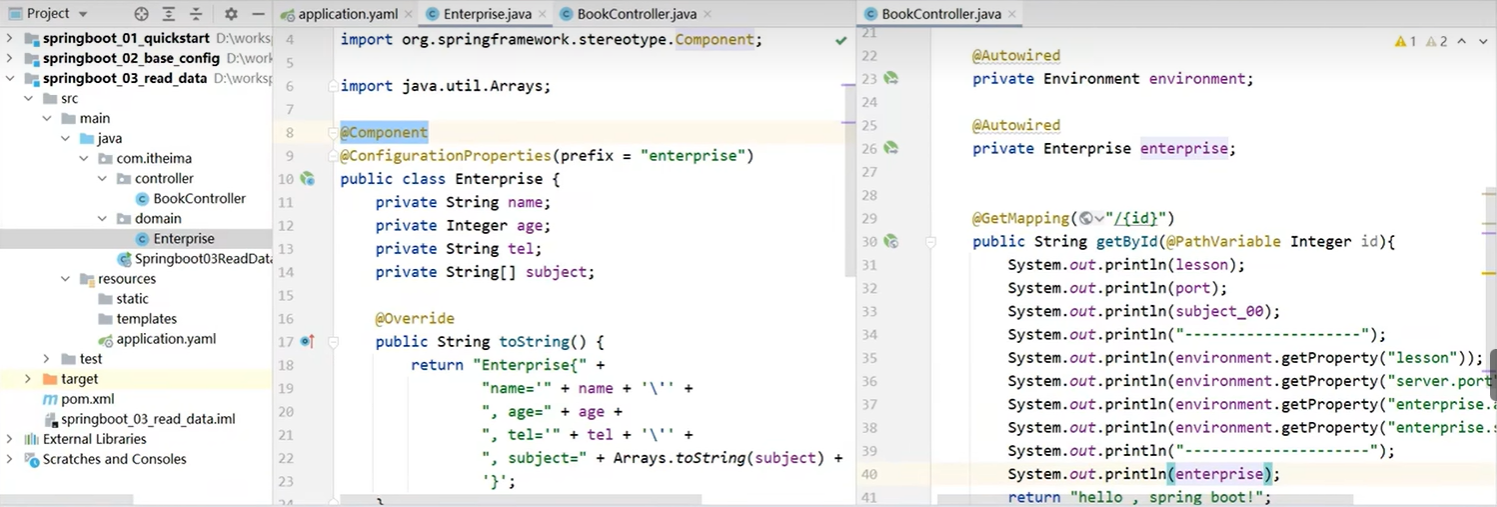 Project
springboot_01_quickstart D:\works
springboot_02_base_config D:\w
springboot_03_read_data D:\worksp
src
main
java
com.itheima
controller
BookController
domain
Enterprise
Springboot03ReadData
resources
static
templates
application.yaml
test
target
pom.xml
springboot_03_read_data.iml
External Libraries
Scratches and Consoles
application.yaml Enterprise.java BookController.java
4 import org.springframework.stereotype.Component;
5
6 import java.util.Arrays;
7
8 @Component
9 @ConfigurationProperties(prefix = "enterprise")
10 public class Enterprise {
11 private String name;
12 private Integer age;
13 private String tel;
14 private String[] subject;
15
16 @Override
17 public String toString() {
18 return "Enterprise{" +
19 "name='" + name + '\'' +
20 ", age=" + age +
21 ", tel='" + tel + '\'' +
22 ", subject=" + Arrays.toString(subject) +
23 '}';
24 }
BookController.java
1 2
21
22 @Autowired
23 private Environment environment;
24
25 @Autowired
26 private Enterprise enterprise;
27
28
29 @GetMapping("/{id}")
30 public String getById(@PathVariable Integer id){
31 System.out.println(lesson);
32 System.out.println(port);
33 System.out.println(subject_00);
34 System.out.println("--------------------");
35 System.out.println(environment.getProperty("lesson"));
36 System.out.println(environment.getProperty("server.port"
37 System.out.println(environment.getProperty("enterprise.a
38 System.out.println(environment.getProperty("enterprise.s
39 System.out.println("---------------------");
40 System.out.println(enterprise);
41 return "hello , spring boot!";